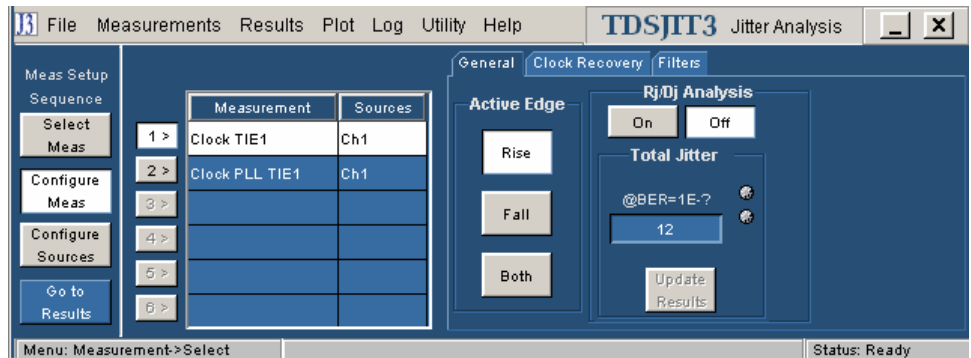 J3 File Measurements Results Plot Log Utility Help TDSJIT3 Jitter Analysis _ X
Meas Setup
Sequence
Select
Meas
Configure
Meas
Configure
Sources
Go to
Results
Measurement Sources
1 > Clock TIE1 Ch1
2 > Clock PLL TIE1 Ch1
3 >
4 >
5 >
6 >
General Clock Recovery Filters
Active Edge
Rise
Fall
Both
Rj/Dj Analysis
On Off
Total Jitter
@BER=1E-?
12
Update
Results
Menu: Measurement->Select Status: Ready